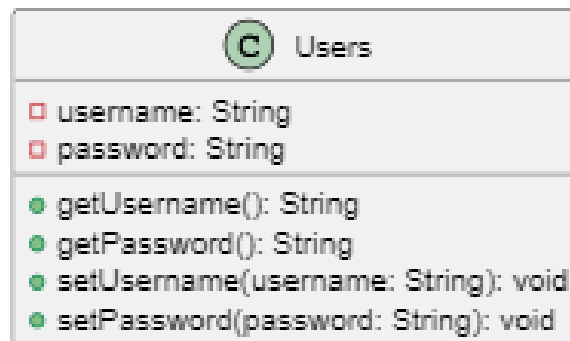 C Users
username: String
password: String
getUsername(): String
getPassword(): String
setUsername(username: String): void
setPassword(password: String): void